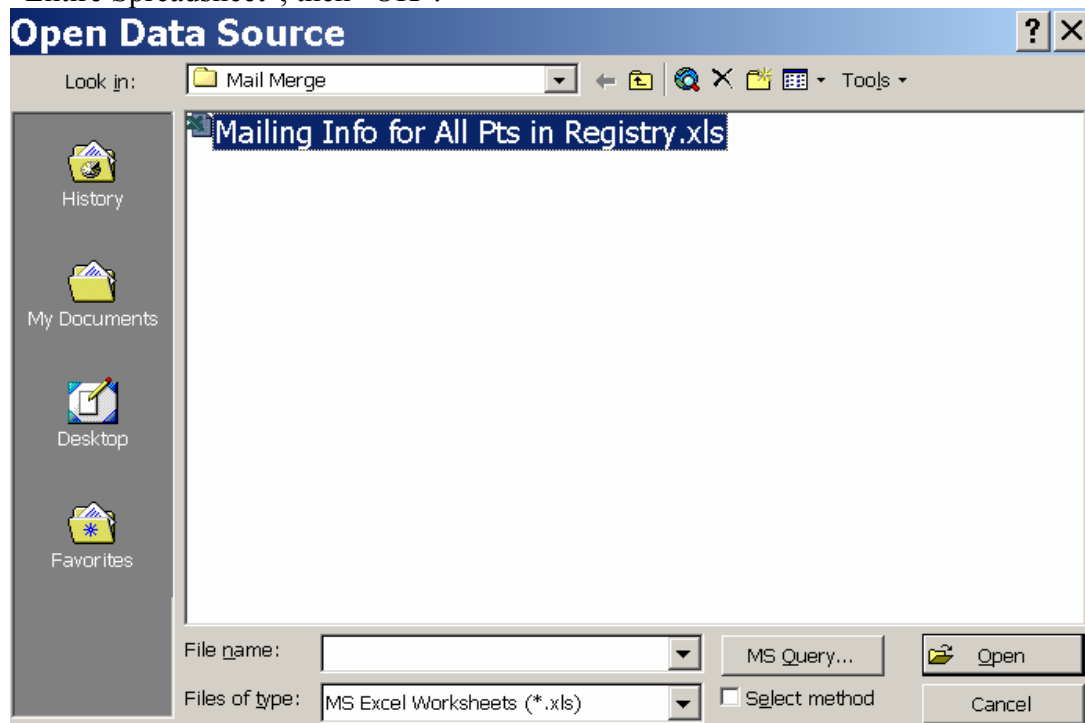 Entire Spreadsheet", then "OK".
Open Data Source
Look in: Mail Merge Tools
Mailing Info for All Pts in Registry.xls
History
My Documents
Desktop
Favorites
File name: MS Query... Open
Files of type: MS Excel Worksheets (*.xls) Select method Cancel